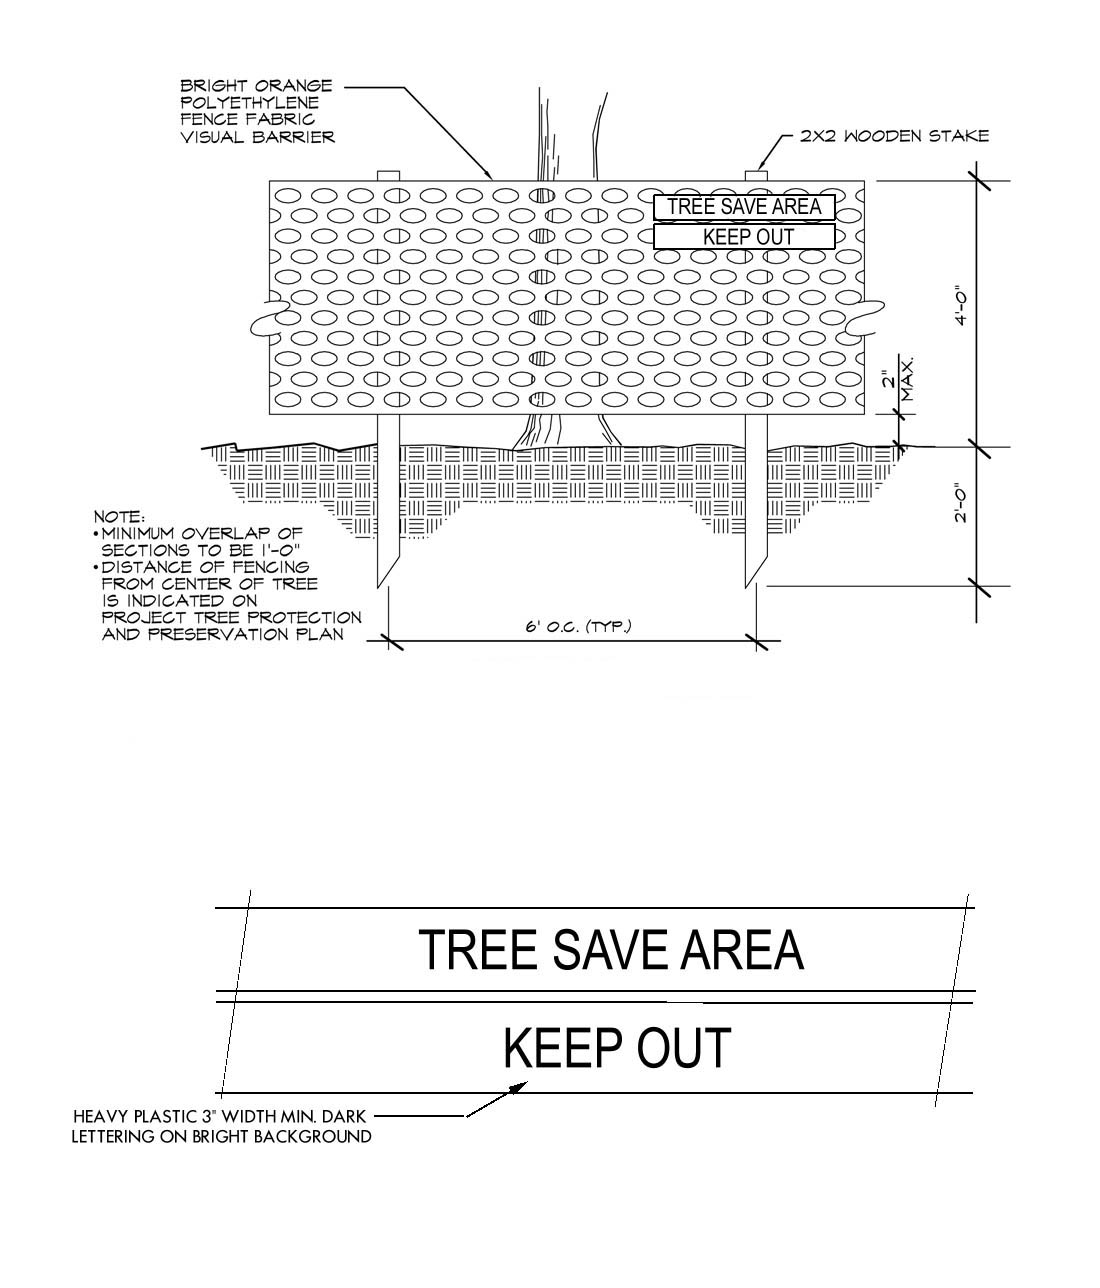 BRIGHT ORANGE
POLYETHYLENE
FENCE FABRIC
VISUAL BARRIER
2X2 WOODEN STAKE
TREE SAVE AREA
KEEP OUT
4'-0"
2"
MAX.
2'-0"
NOTE:
•MINIMUM OVERLAP OF
SECTIONS TO BE 1'-0"
•DISTANCE OF FENCING
FROM CENTER OF TREE
IS INDICATED ON
PROJECT TREE PROTECTION
AND PRESERVATION PLAN
6' O.C. (TYP.)
TREE SAVE AREA
KEEP OUT
HEAVY PLASTIC 3" WIDTH MIN. DARK
LETTERING ON BRIGHT BACKGROUND